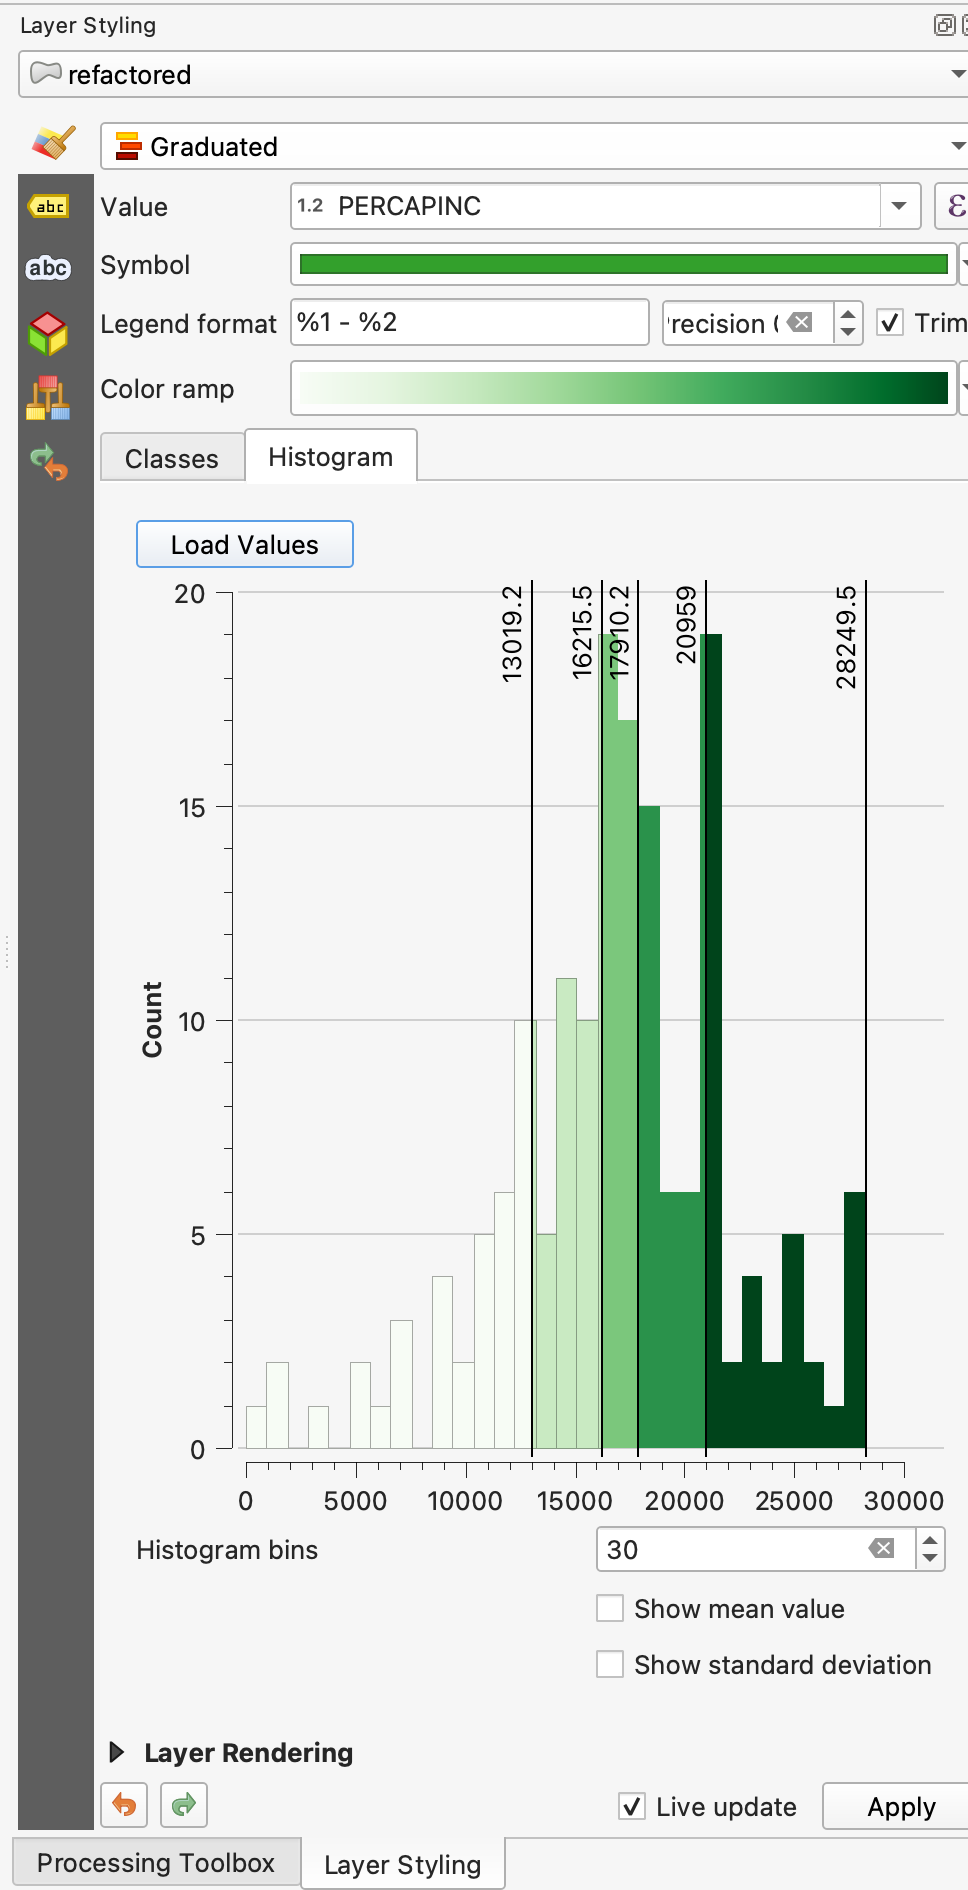 Layer Styling
refactored
Graduated
abc
Value
1.2 PERCAPINC
ε
abc
Symbol
Legend format
%1 - %2
recision
Trim
Color ramp
Classes
Histogram
Load Values
20
15
10
5
0
Count
13019.2
16215.5
17910.2
20959
28249.5
0 5000 10000 15000 20000 25000 30000
Histogram bins
30
Show mean value
Show standard deviation
Layer Rendering
Live update
Apply
Processing Toolbox
Layer Styling